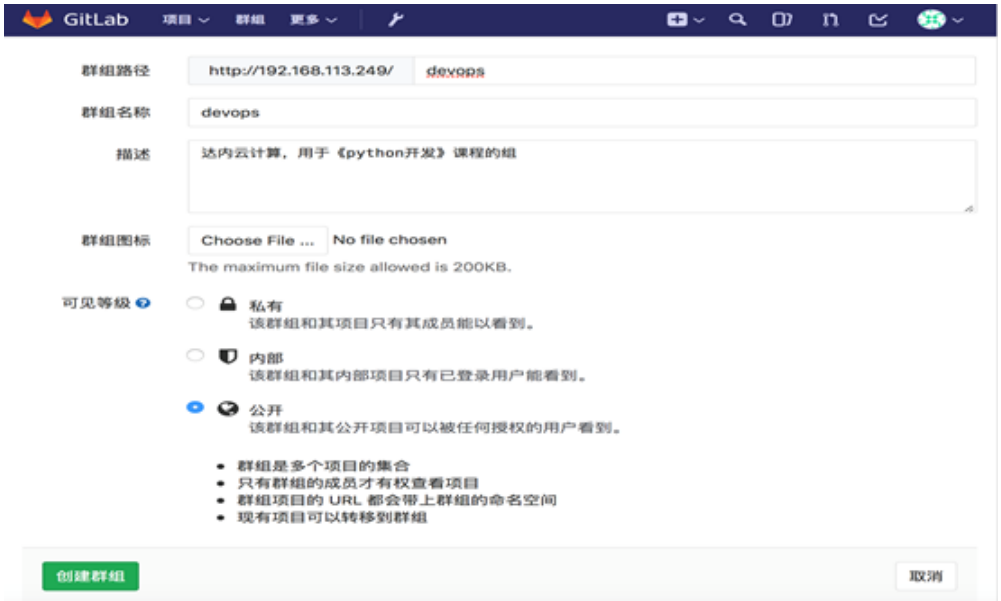 GitLab 项目 群组 更多
群组路径 http://192.168.113.249/ devops
群组名称 devops
描述 达内云计算，用于《python开发》课程的组
群组图标 Choose File ... No file chosen
The maximum file size allowed is 200KB.
可见等级 私有
该群组和其项目只有其成员能以看到。
内部
该群组和其内部项目只有已登录用户能看到。
公开
该群组和其公开项目可以被任何授权的用户看到。
• 群组是多个项目的集合
• 只有群组的成员才有权查看项目
• 群组项目的 URL 都会带上群组的命名空间
• 现有项目可以转移到群组
创建群组 取消